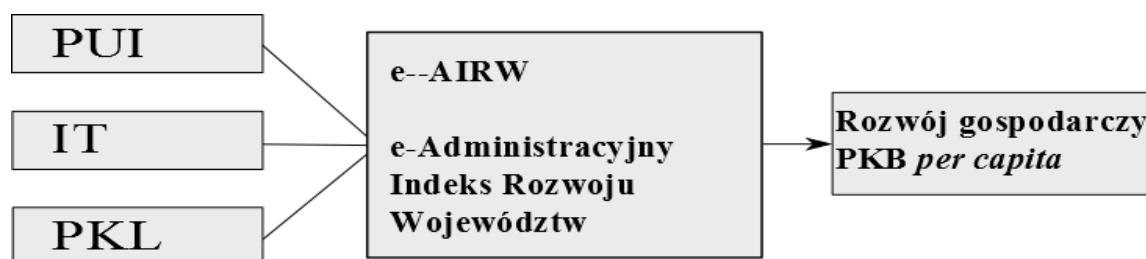 PUI
IT
PKL
e--AIRW
e-Administracyjny
Indeks Rozwoju
Województw
Rozwój gospodarczy
PKB per capita